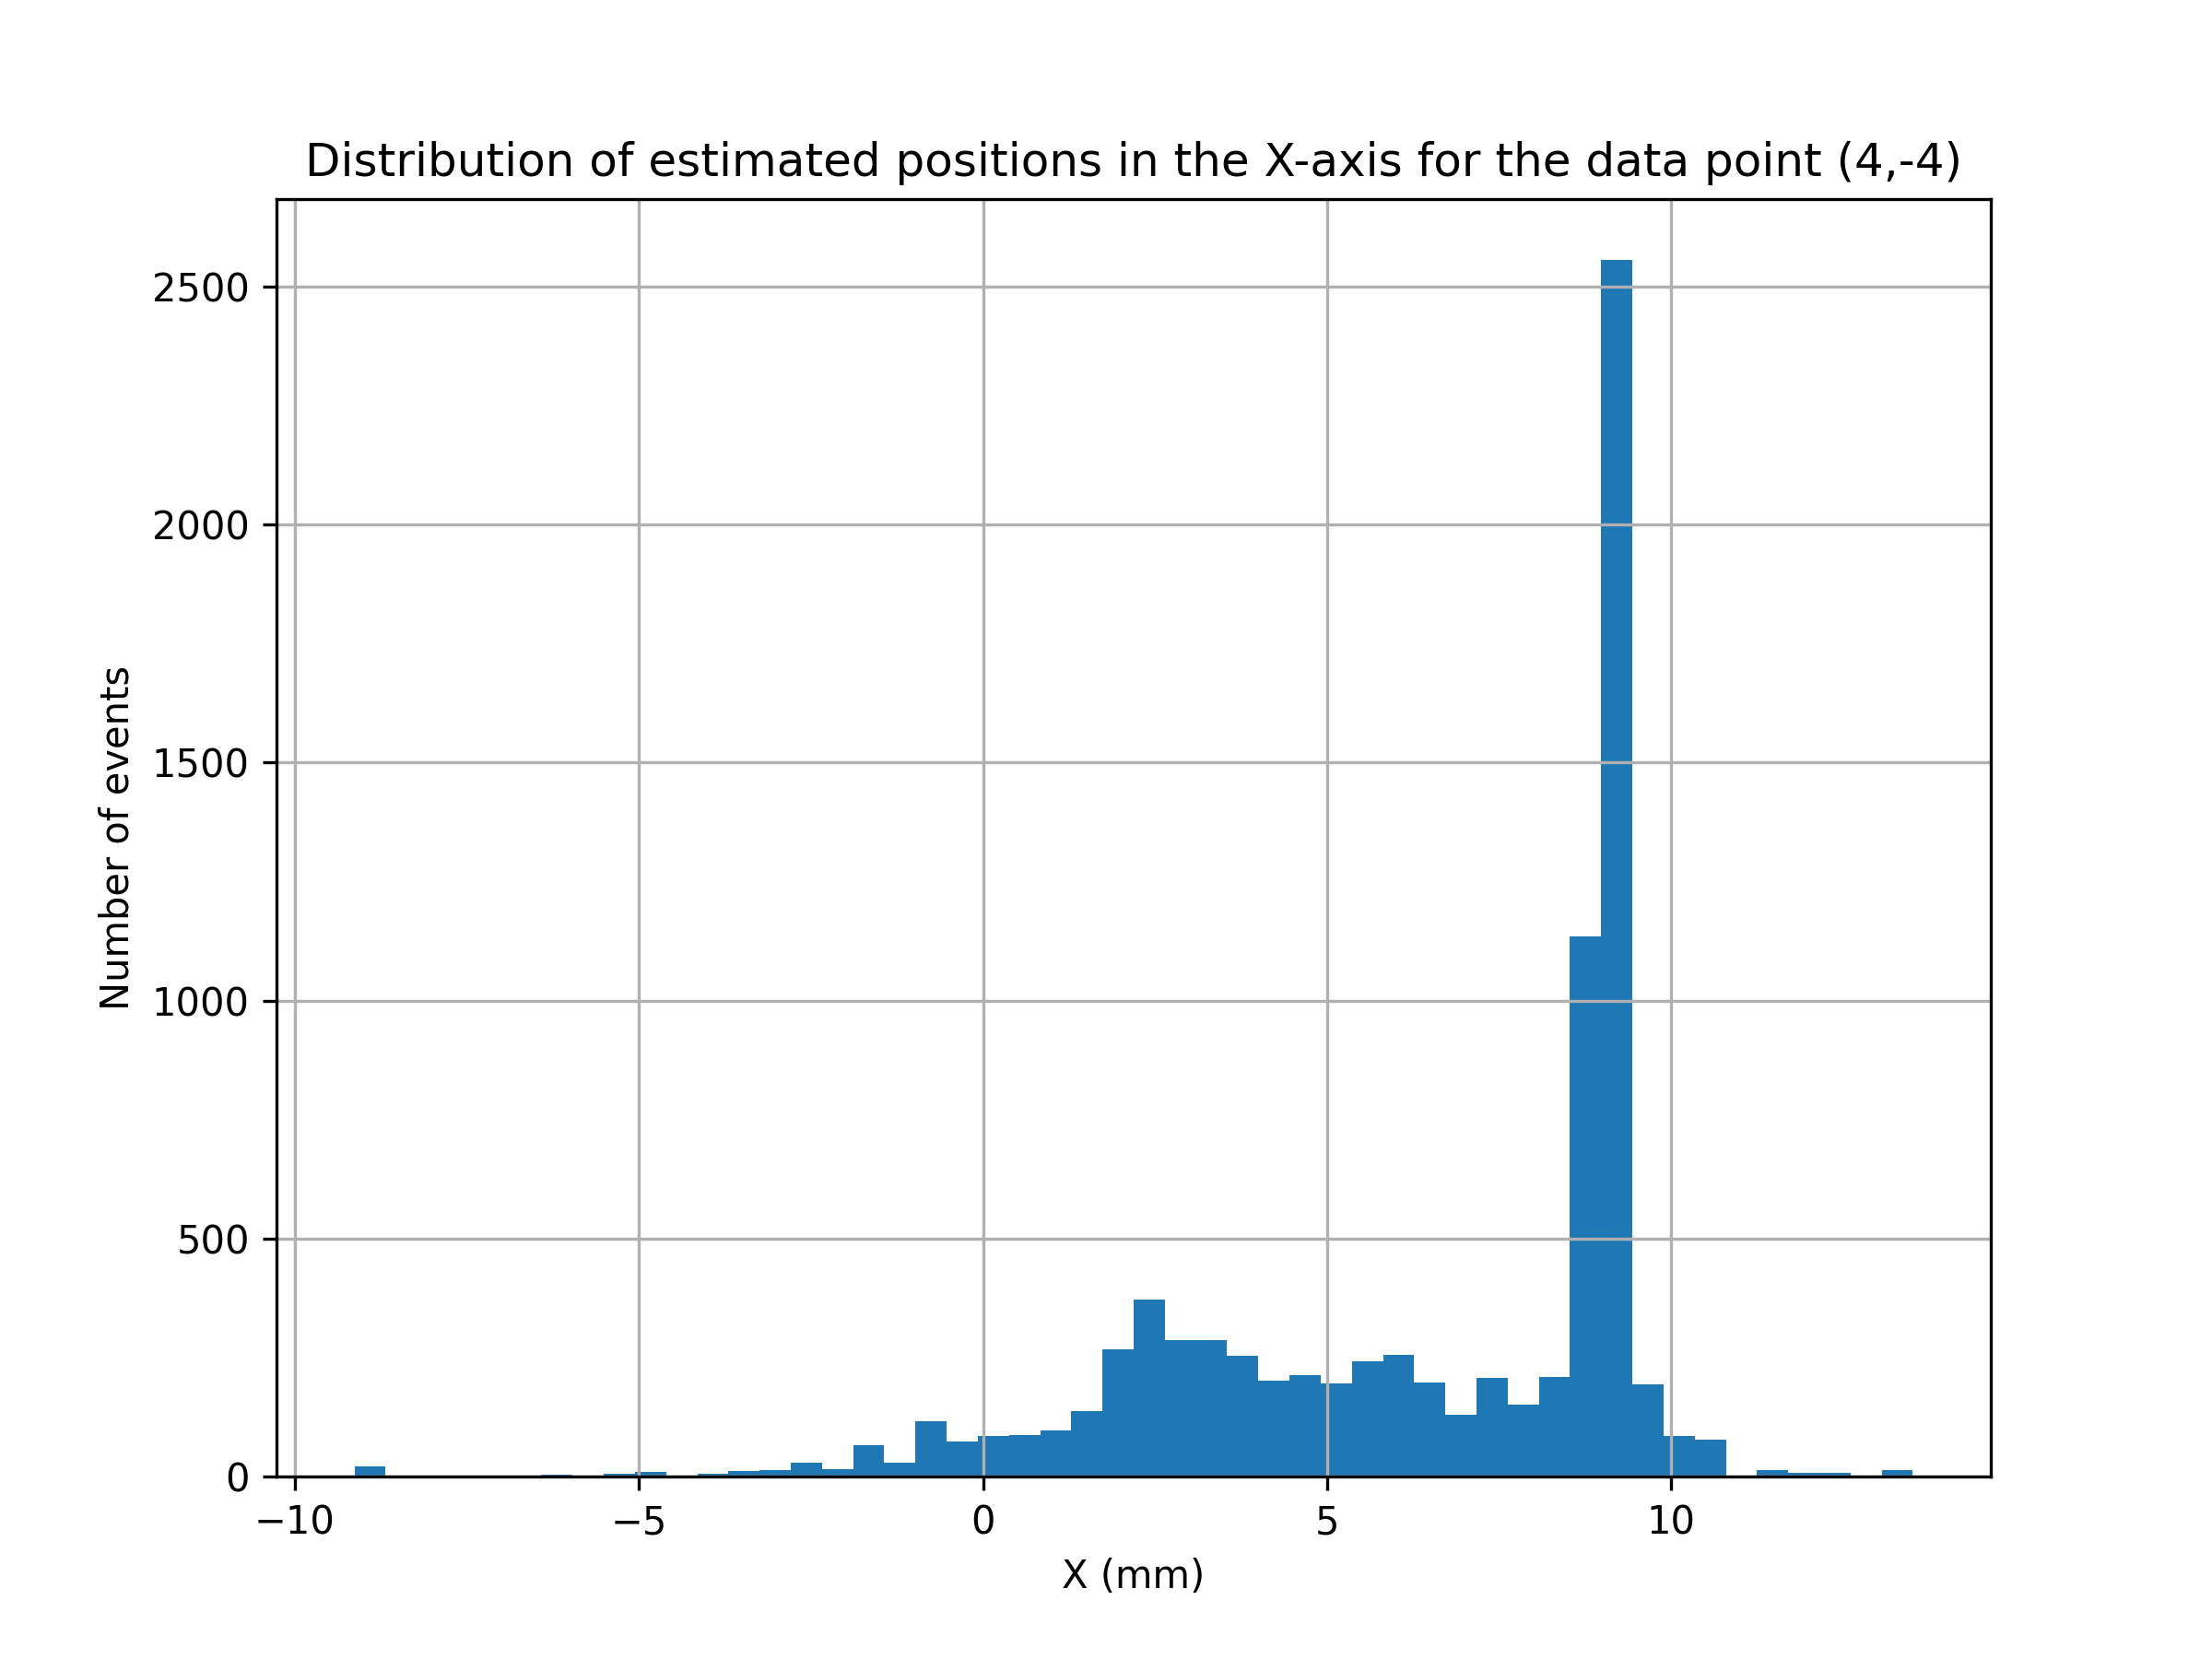 Distribution of estimated positions in the X-axis for the data point (4,-4)
2500
2000
1500
1000
500
0
Number of events
−10 −5 0 5 10
X (mm)